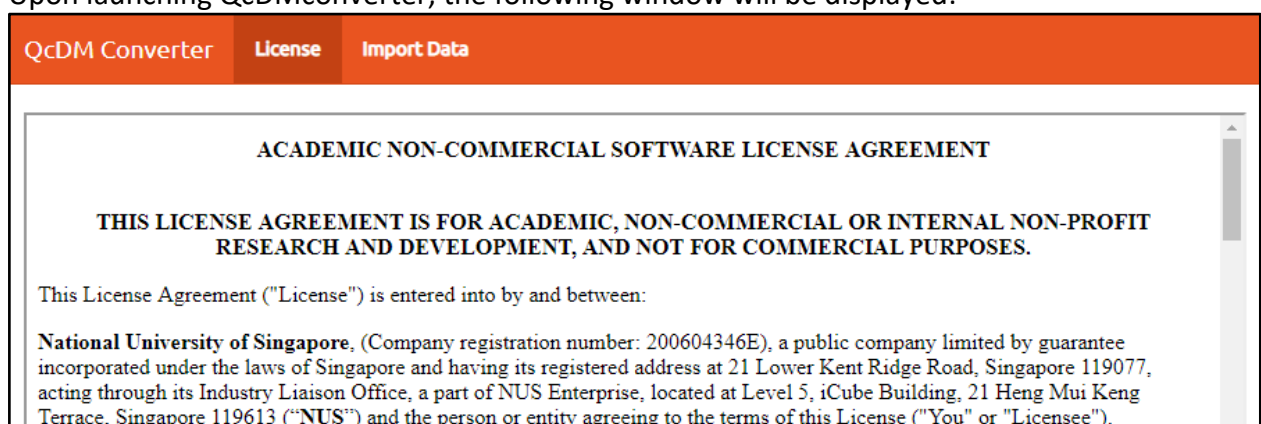 Upon launching QcDMconverter, the following window will be displayed:
QcDM Converter License Import Data
ACADEMIC NON-COMMERCIAL SOFTWARE LICENSE AGREEMENT
THIS LICENSE AGREEMENT IS FOR ACADEMIC, NON-COMMERCIAL OR INTERNAL NON-PROFIT
RESEARCH AND DEVELOPMENT, AND NOT FOR COMMERCIAL PURPOSES.
This License Agreement ("License") is entered into by and between:
National University of Singapore, (Company registration number: 200604346E), a public company limited by guarantee
incorporated under the laws of Singapore and having its registered address at 21 Lower Kent Ridge Road, Singapore 119077,
acting through its Industry Liaison Office, a part of NUS Enterprise, located at Level 5, iCube Building, 21 Heng Mui Keng
Terrace, Singapore 119613 (“NUS”) and the person or entity agreeing to the terms of this License ("You" or "Licensee").